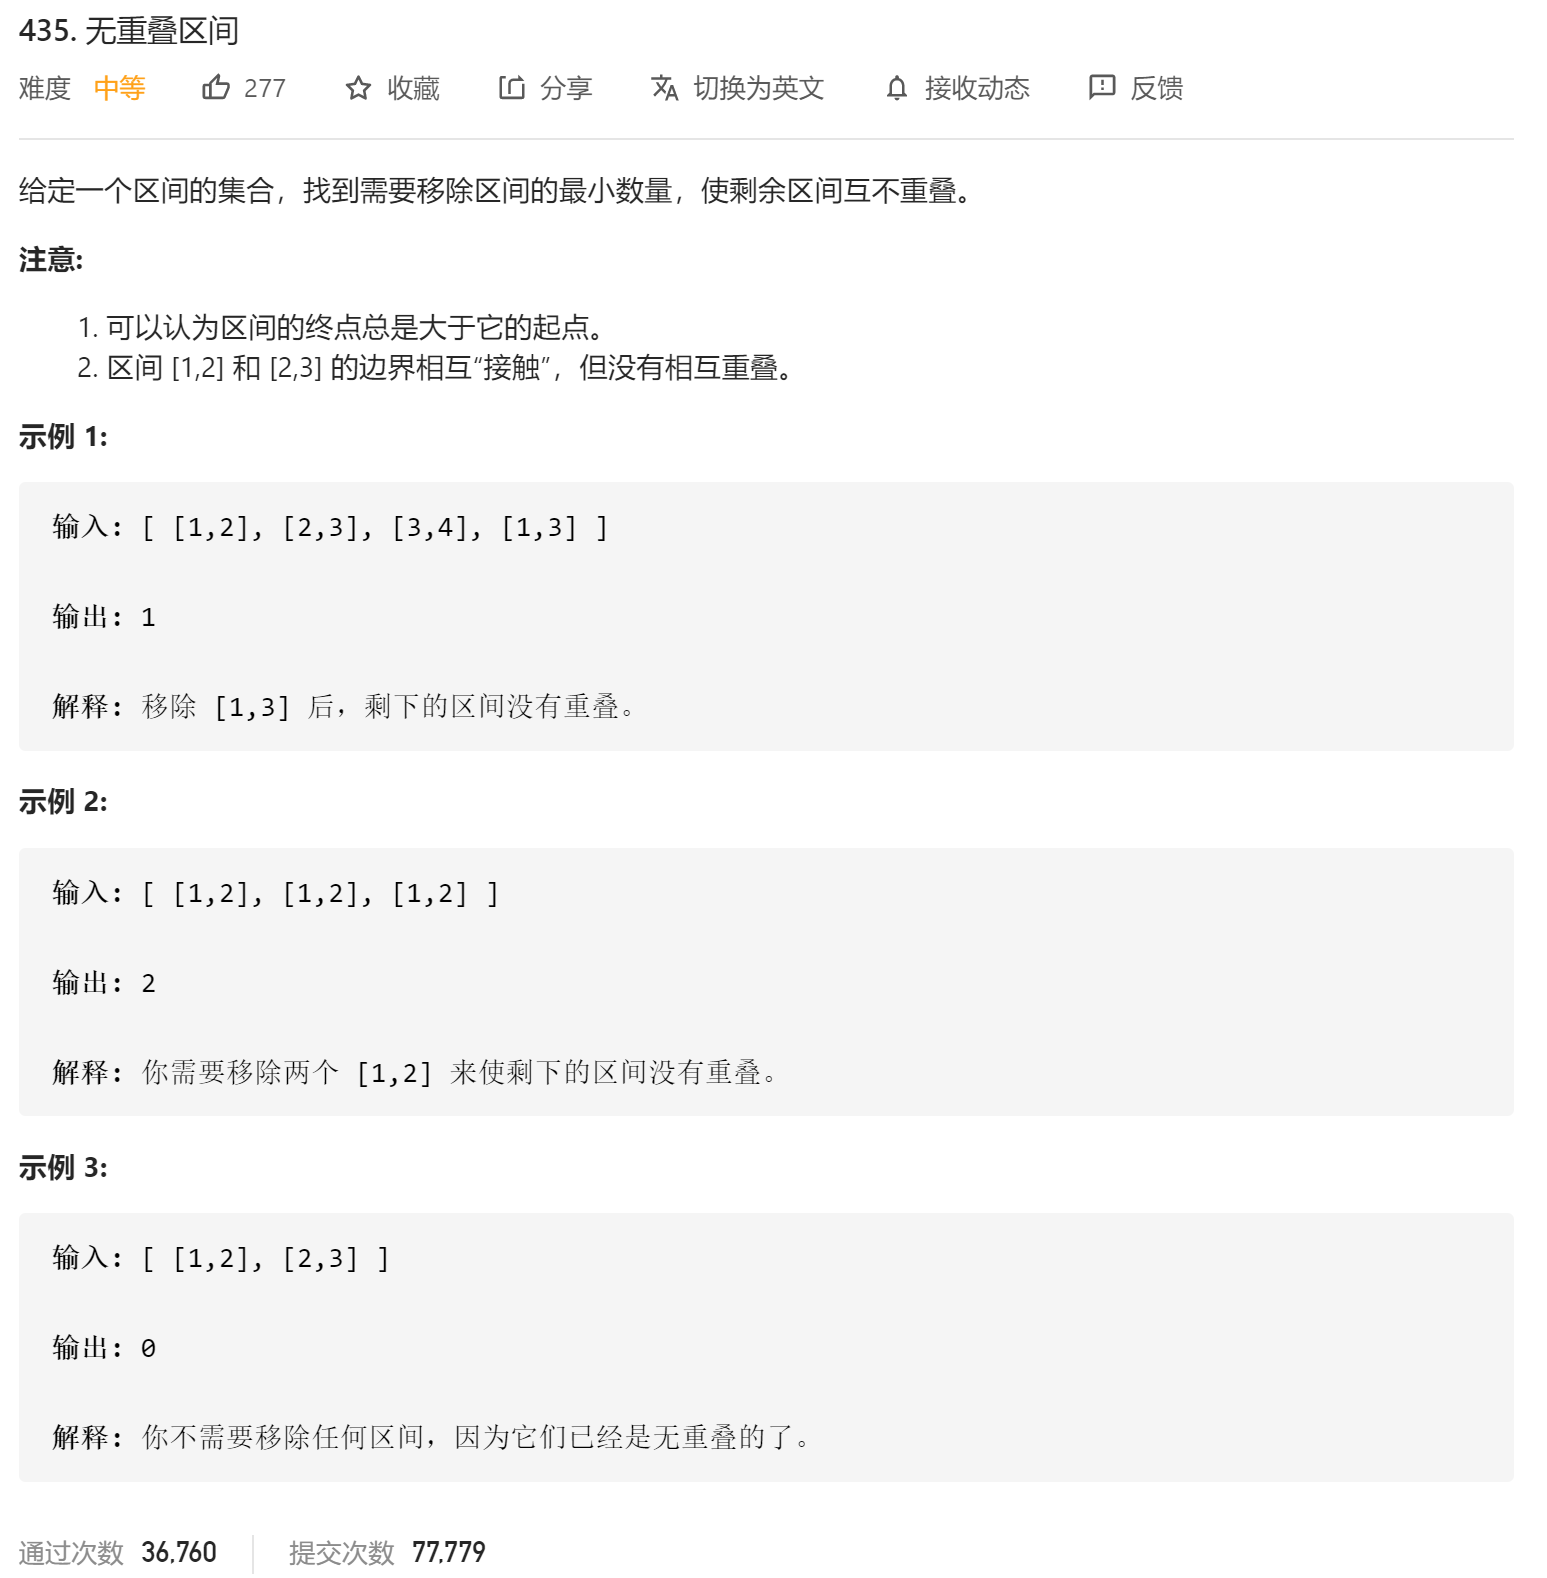 435. 无重叠区间
难度 中等 277 收藏 分享 切换为英文 接收动态 反馈
给定一个区间的集合，找到需要移除区间的最小数量，使剩余区间互不重叠。
注意:
1. 可以认为区间的终点总是大于它的起点。
2. 区间 [1,2] 和 [2,3] 的边界相互“接触”，但没有相互重叠。
示例 1:
输入: [ [1,2], [2,3], [3,4], [1,3] ]
输出: 1
解释: 移除 [1,3] 后，剩下的区间没有重叠。
示例 2:
输入: [ [1,2], [1,2], [1,2] ]
输出: 2
解释: 你需要移除两个 [1,2] 来使剩下的区间没有重叠。
示例 3:
输入: [ [1,2], [2,3] ]
输出: 0
解释: 你不需要移除任何区间，因为它们已经是无重叠的了。
通过次数 36,760 提交次数 77,779